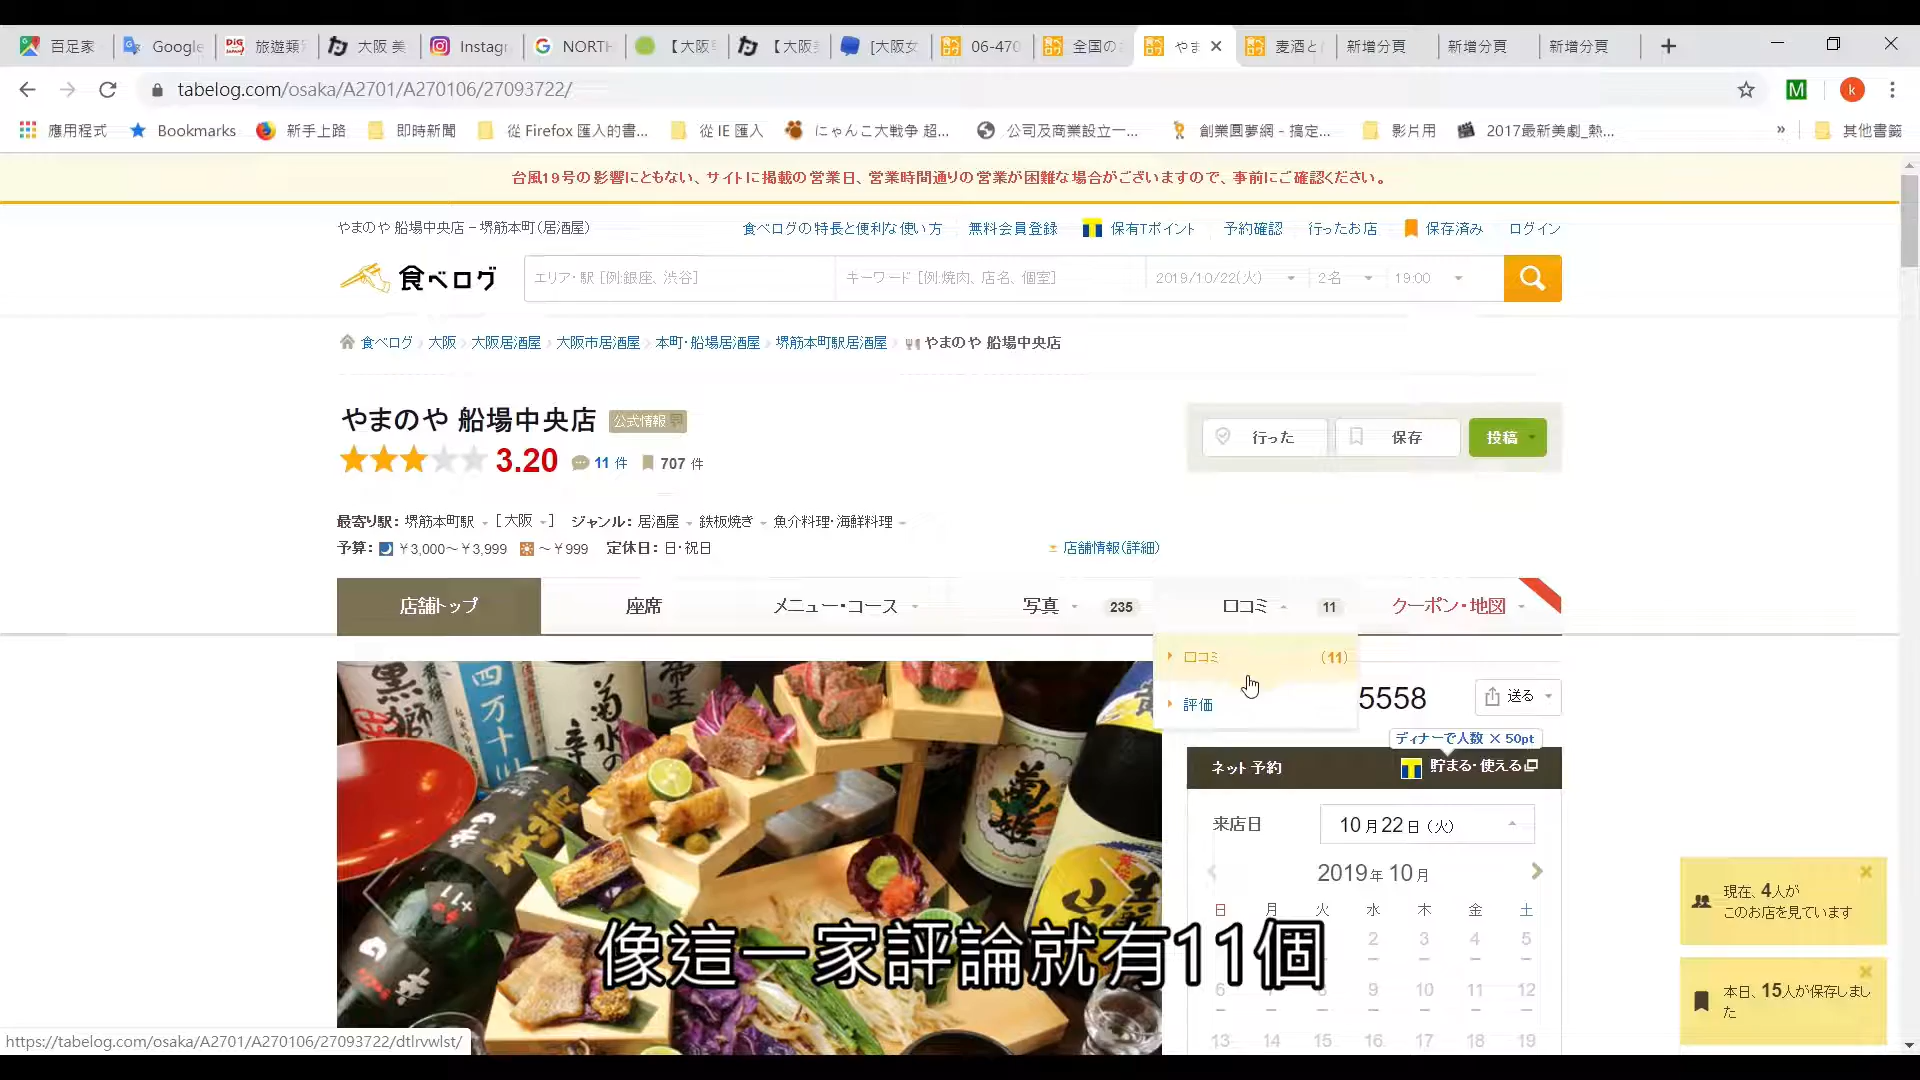 百足家
Google
旅遊類
大阪 美
Instagr
NORTH
【大阪
【大阪
[大阪女
06-470
全国の
やま
麦酒と
新增分頁
新增分頁
新增分頁
tabelog.com/osaka/A2701/A270106/27093722/
應用程式
Bookmarks
新手上路
即時新聞
從 Firefox 匯入的書...
從 IE 匯入
にゃんこ大戦争 超...
公司及商業設立一...
創業圓夢網 - 搞定...
影片用
2017最新美劇_熱...
»
其他書籤
台風19号の影響にともない、サイトに掲載の営業日、営業時間通りの営業が困難な場合がございますので、事前にご確認ください。
やまのや 船場中央店 - 堺筋本町(居酒屋)
食べログの特長と便利な使い方
無料会員登録
保有Tポイント
予約確認
行ったお店
保存済み
ログイン
食べログ
エリア・駅 [例:銀座、渋谷]
キーワード [例:焼肉、店名、個室]
2019/10/22(火)
2名
19:00
食べログ
大阪
大阪居酒屋
大阪市居酒屋
本町・船場居酒屋
堺筋本町駅居酒屋
やまのや 船場中央店
やまのや 船場中央店
公式情報
行った
保存
投稿
3.20
11 件
707 件
最寄り駅: 堺筋本町駅 [大阪] ジャンル: 居酒屋 鉄板焼き 魚介料理・海鮮料理
予算: ¥3,000~¥3,999 ~¥999 定休日: 日・祝日
店舗情報(詳細)
店舗トップ
座席
メニュー・コース
写真 235
口コミ 11
クーポン・地図
口コミ (11)
評価
5558
送る
ディナーで人数 × 50pt
ネット予約
貯まる・使える
来店日
10月22日(火)
2019年 10月
日 月 火 水 木 金 土
2 3 4 5
6 7 8 9 10 11 12
13 14 15 16 17 18 19
現在、4人が
このお店を見ています
本日、15人が保存しまし
た
像這一家評論就有11個
https://tabelog.com/osaka/A2701/A270106/27093722/dtlrvwlst/